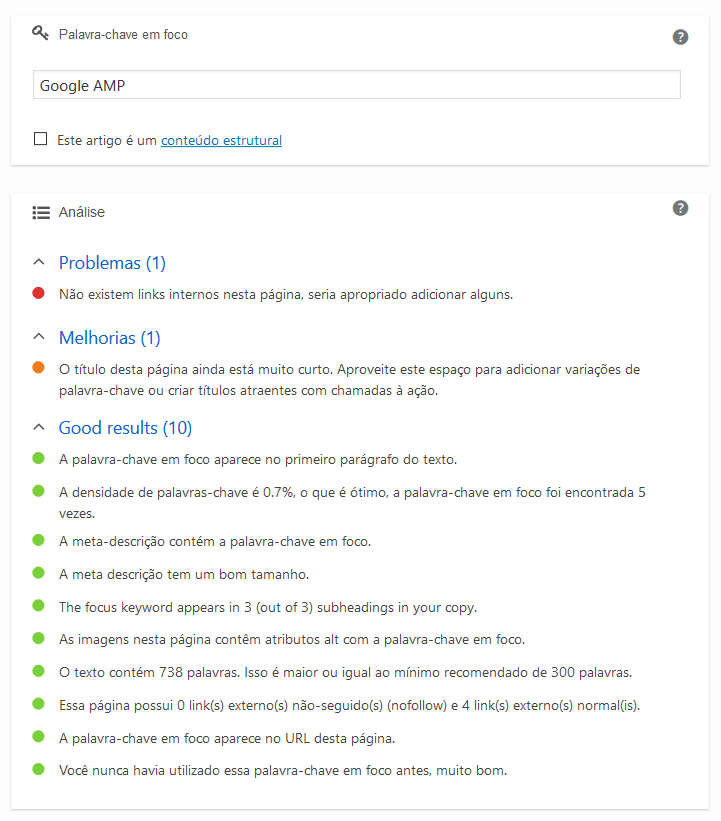 Palavra-chave em foco
Google AMP
Este artigo é um conteúdo estrutural
Análise
Problemas (1)
Não existem links internos nesta página, seria apropriado adicionar alguns.
Melhorias (1)
O título desta página ainda está muito curto. Aproveite este espaço para adicionar variações de
palavra-chave ou criar títulos atraentes com chamadas à ação.
Good results (10)
A palavra-chave em foco aparece no primeiro parágrafo do texto.
A densidade de palavras-chave é 0.7%, o que é ótimo, a palavra-chave em foco foi encontrada 5
vezes.
A meta-descrição contém a palavra-chave em foco.
A meta descrição tem um bom tamanho.
The focus keyword appears in 3 (out of 3) subheadings in your copy.
As imagens nesta página contêm atributos alt com a palavra-chave em foco.
O texto contém 738 palavras. Isso é maior ou igual ao mínimo recomendado de 300 palavras.
Essa página possui 0 link(s) externo(s) não-seguido(s) (nofollow) e 4 link(s) externo(s) normal(is).
A palavra-chave em foco aparece no URL desta página.
Você nunca havia utilizado essa palavra-chave em foco antes, muito bom.